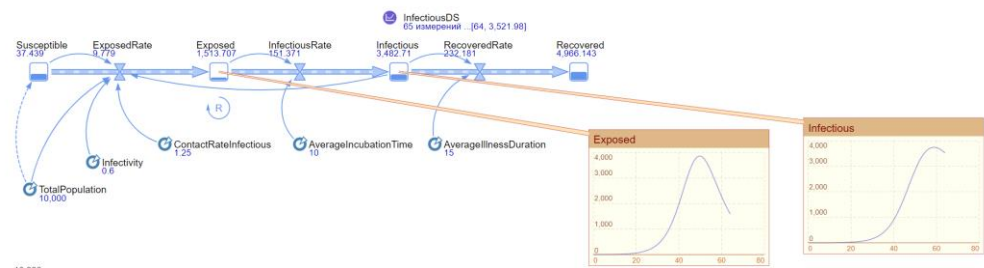 InfectiousDS
65 измерений ...[64, 3,521.98]
Susceptible
37.439
ExposedRate
9.779
Exposed
1,513.707
InfectiousRate
151.371
Infectious
3,482.71
RecoveredRate
232.181
Recovered
4,966.143
R
ContactRateInfectious
1.25
AverageIncubationTime
10
AverageIllnessDuration
15
Infectivity
0.6
TotalPopulation
10,000
Exposed
4,000
3,000
2,000
1,000
0
0 20 40 60 80
Infectious
4,000
3,000
2,000
1,000
0
0 20 40 60 80